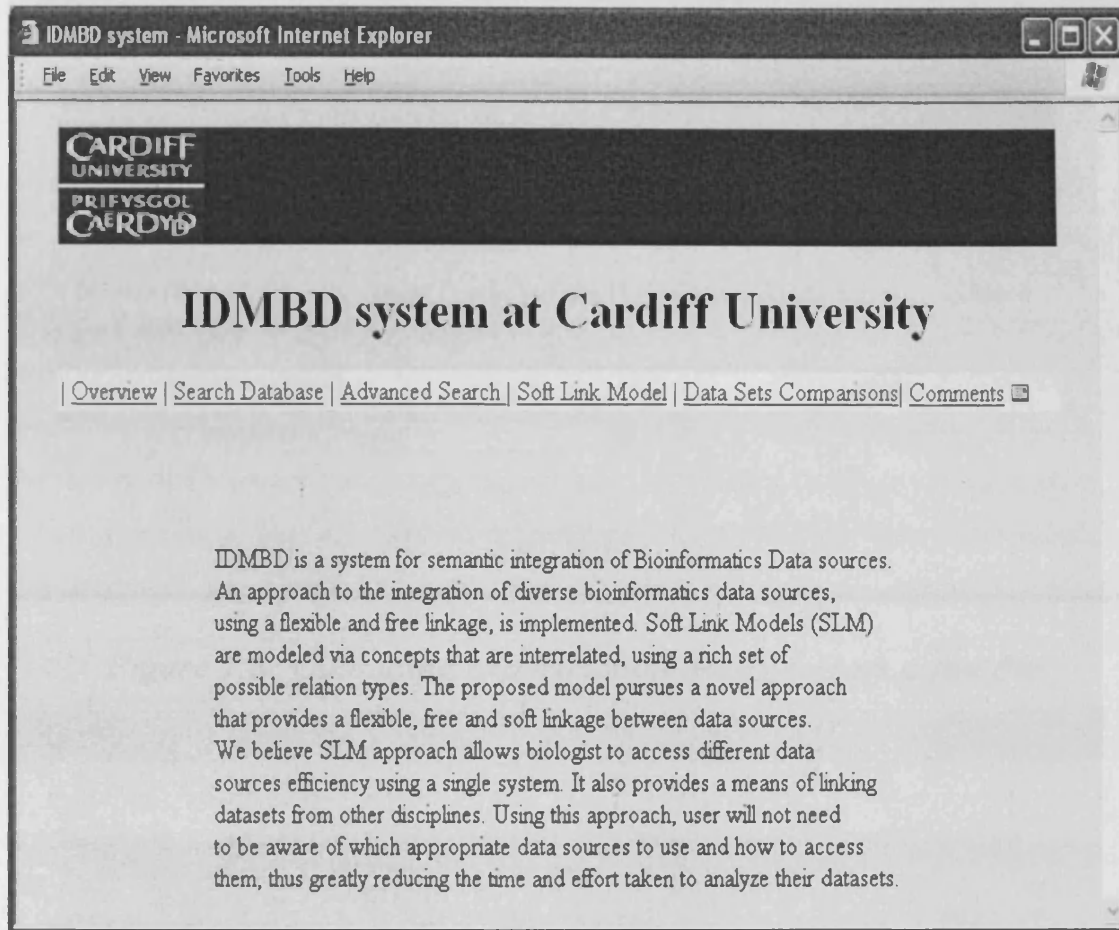 IDMBD system - Microsoft Internet Explorer
File Edit View Favorites Tools Help
CARDIFF
UNIVERSITY
PRIFYSGOL
CAERDYD
IDMBD system at Cardiff University
| Overview | Search Database | Advanced Search | Soft Link Model | Data Sets Comparisons| Comments
IDMBD is a system for semantic integration of Bioinformatics Data sources.
An approach to the integration of diverse bioinformatics data sources,
using a flexible and free linkage, is implemented. Soft Link Models (SLM)
are modeled via concepts that are interrelated, using a rich set of
possible relation types. The proposed model pursues a novel approach
that provides a flexible, free and soft linkage between data sources.
We believe SLM approach allows biologist to access different data
sources efficiency using a single system. It also provides a means of linking
datasets from other disciplines. Using this approach, user will not need
to be aware of which appropriate data sources to use and how to access
them, thus greatly reducing the time and effort taken to analyze their datasets.